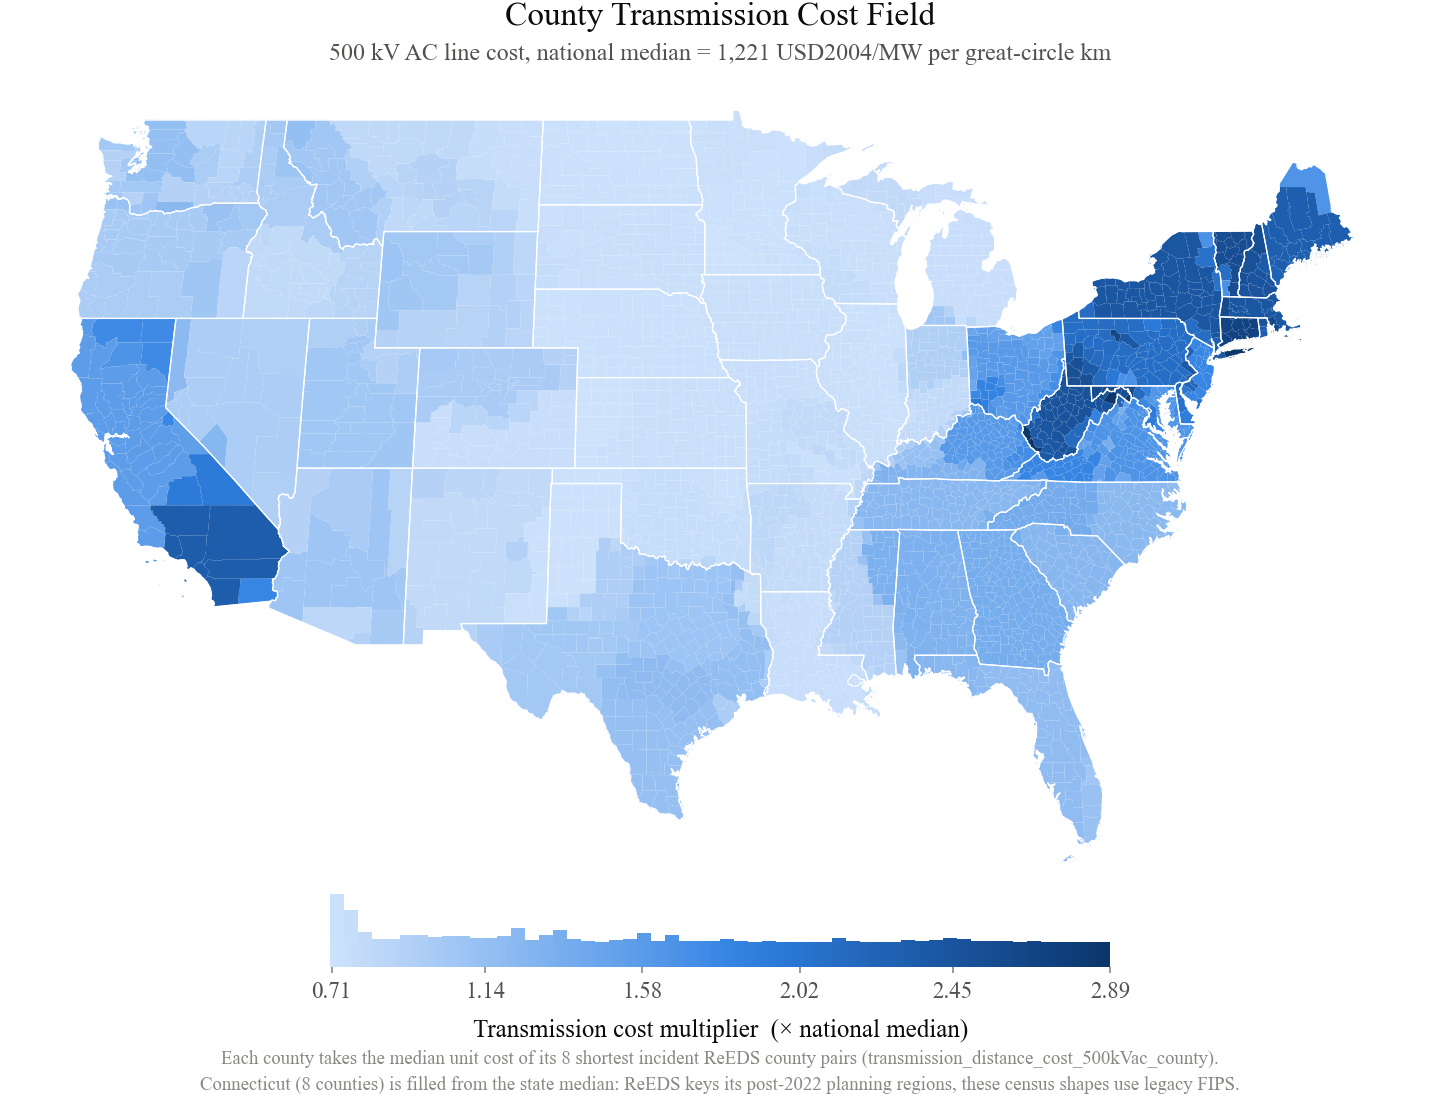 County Transmission Cost Field
500 kV AC line cost, national median = 1,221 USD2004/MW per great-circle km
0.71 1.14 1.58 2.02 2.45 2.89
Transmission cost multiplier (× national median)
Each county takes the median unit cost of its 8 shortest incident ReEDS county pairs (transmission_distance_cost_500kVac_county).
Connecticut (8 counties) is filled from the state median: ReEDS keys its post-2022 planning regions, these census shapes use legacy FIPS.